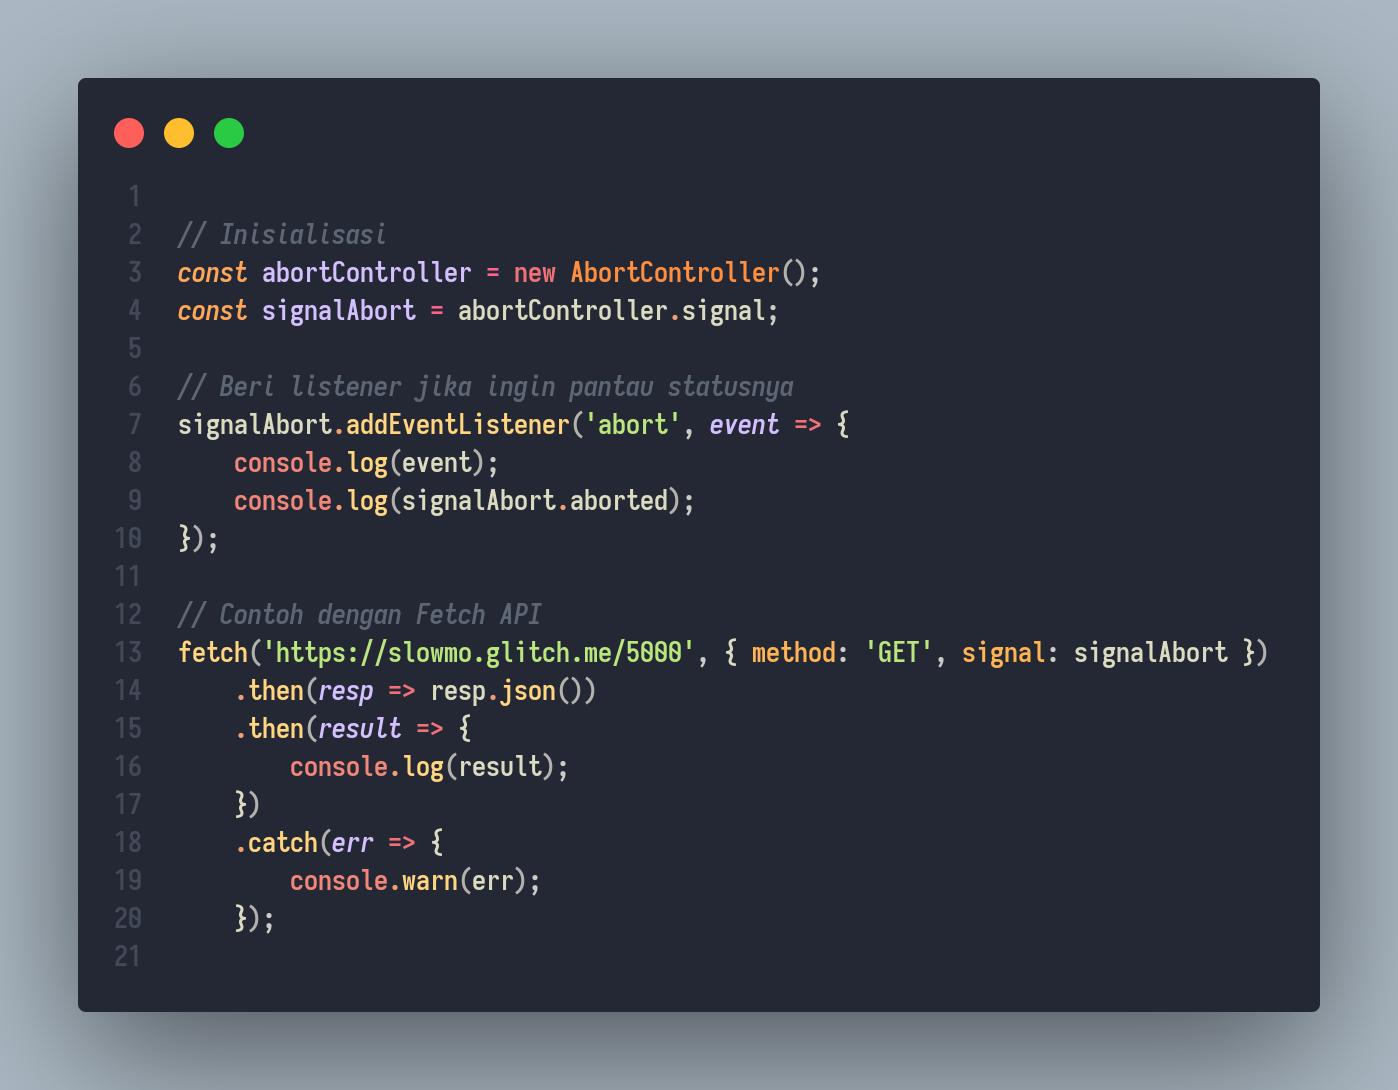 1
2 // Inisialisasi
3 const abortController = new AbortController();
4 const signalAbort = abortController.signal;
5
6 // Beri listener jika ingin pantau statusnya
7 signalAbort.addEventListener('abort', event => {
8     console.log(event);
9     console.log(signalAbort.aborted);
10 });
11
12 // Contoh dengan Fetch API
13 fetch('https://slowmo.glitch.me/5000', { method: 'GET', signal: signalAbort })
14     .then(resp => resp.json())
15     .then(result => {
16         console.log(result);
17     })
18     .catch(err => {
19         console.warn(err);
20     });
21